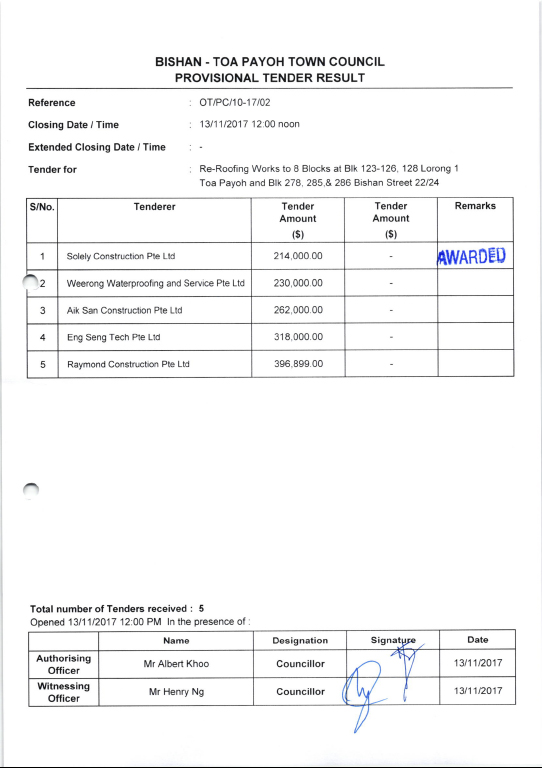 BISHAN - TOA PAYOH TOWN COUNCIL
PROVISIONAL TENDER RESULT
Reference : OT/PC/10-17/02
Closing Date / Time : 13/11/2017 12:00 noon
Extended Closing Date / Time : -
Tender for : Re-Roofing Works to 8 Blocks at Blk 123-126, 128 Lorong 1
Toa Payoh and Blk 278, 285,& 286 Bishan Street 22/24
S/No. Tenderer Tender Amount ($) Tender Amount ($) Remarks
1 Solely Construction Pte Ltd 214,000.00 - AWARDED
2 Weerong Waterproofing and Service Pte Ltd 230,000.00 -
3 Aik San Construction Pte Ltd 262,000.00 -
4 Eng Seng Tech Pte Ltd 318,000.00 -
5 Raymond Construction Pte Ltd 396,899.00 -
Total number of Tenders received : 5
Opened 13/11/2017 12:00 PM In the presence of :
Name Designation Signature Date
Authorising Officer Mr Albert Khoo Councillor 13/11/2017
Witnessing Officer Mr Henry Ng Councillor 13/11/2017